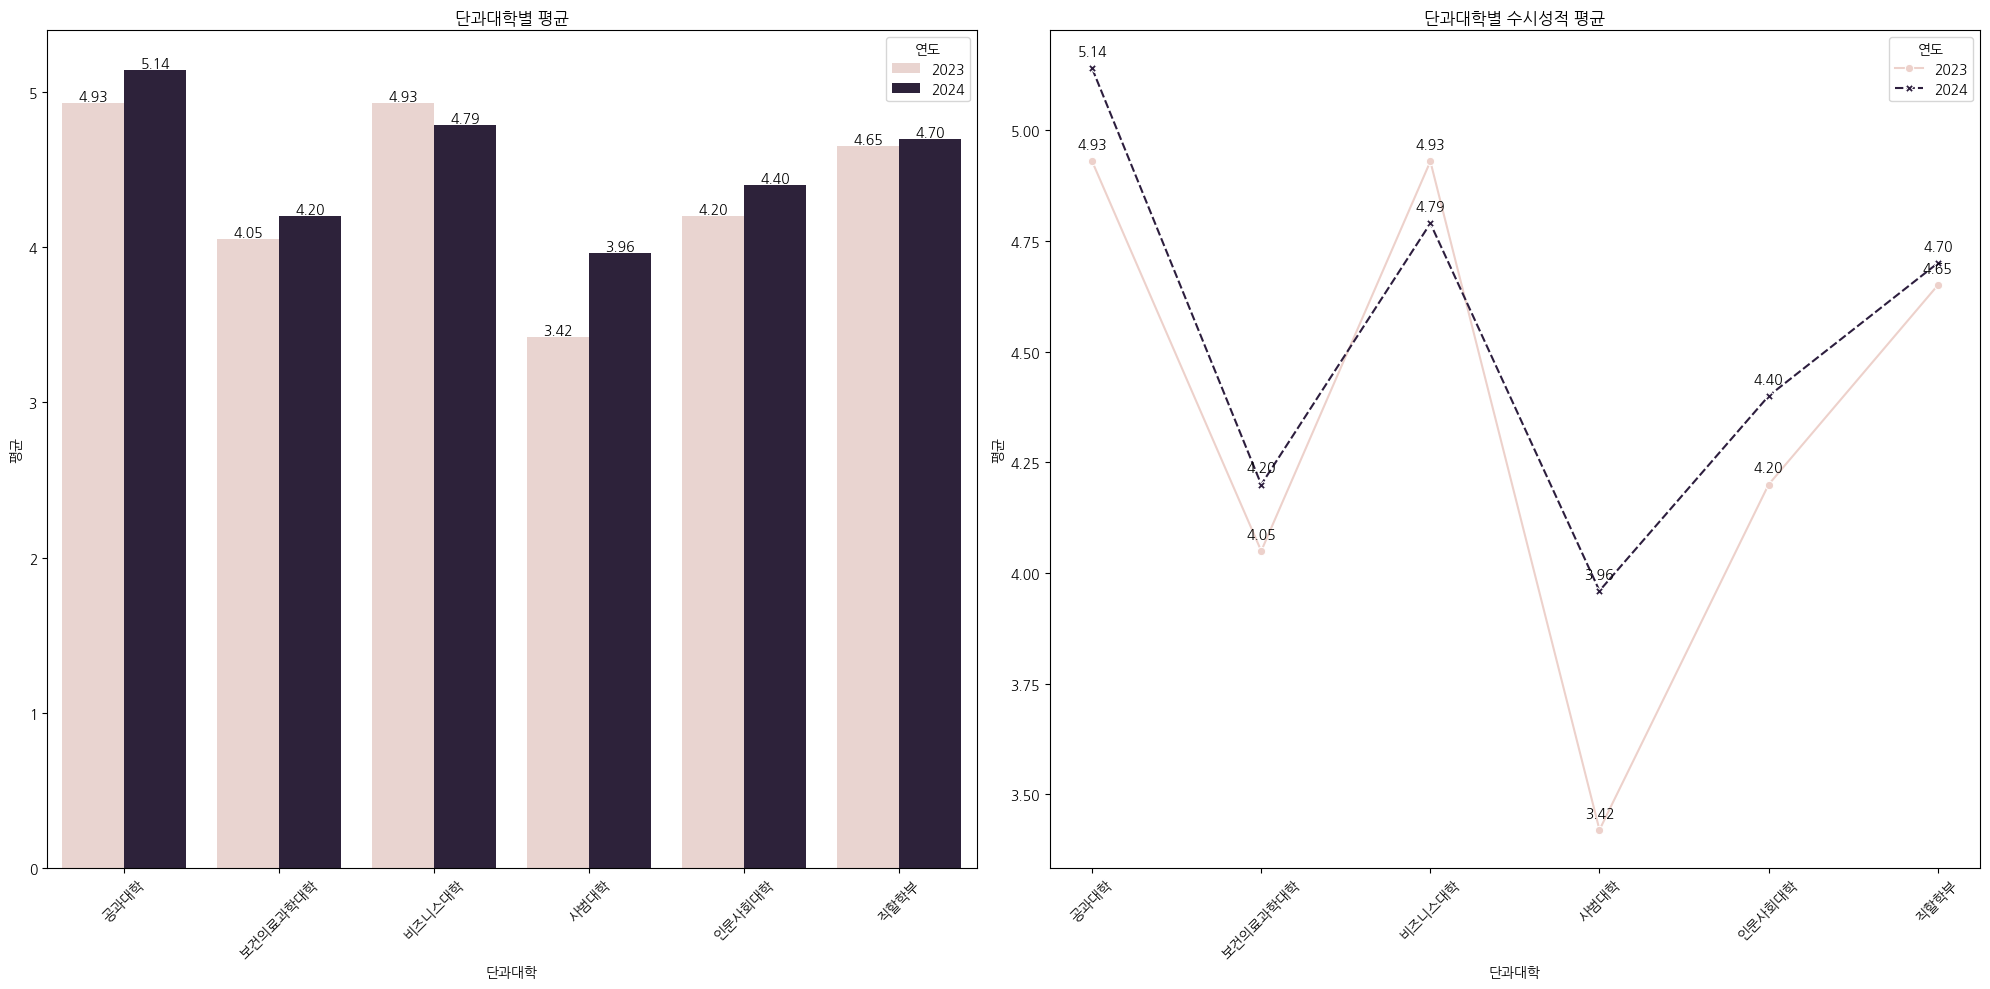 단과대학별 평균
연도
2023
2024
5.14
4.93
4.93
4.79
4.65
4.70
4.05
4.20
3.96
3.42
4.20
4.40
5
4
3
2
1
0
평균
공과대학
보건의료과학대학
비즈니스대학
사범대학
인문사회대학
직할학부
단과대학
단과대학별 수시성적 평균
연도
2023
2024
5.14
4.93
4.93
4.79
4.70
4.65
4.40
4.20
4.20
4.05
3.96
3.42
5.00
4.75
4.50
4.25
4.00
3.75
3.50
평균
공과대학
보건의료과학대학
비즈니스대학
사범대학
인문사회대학
직할학부
단과대학